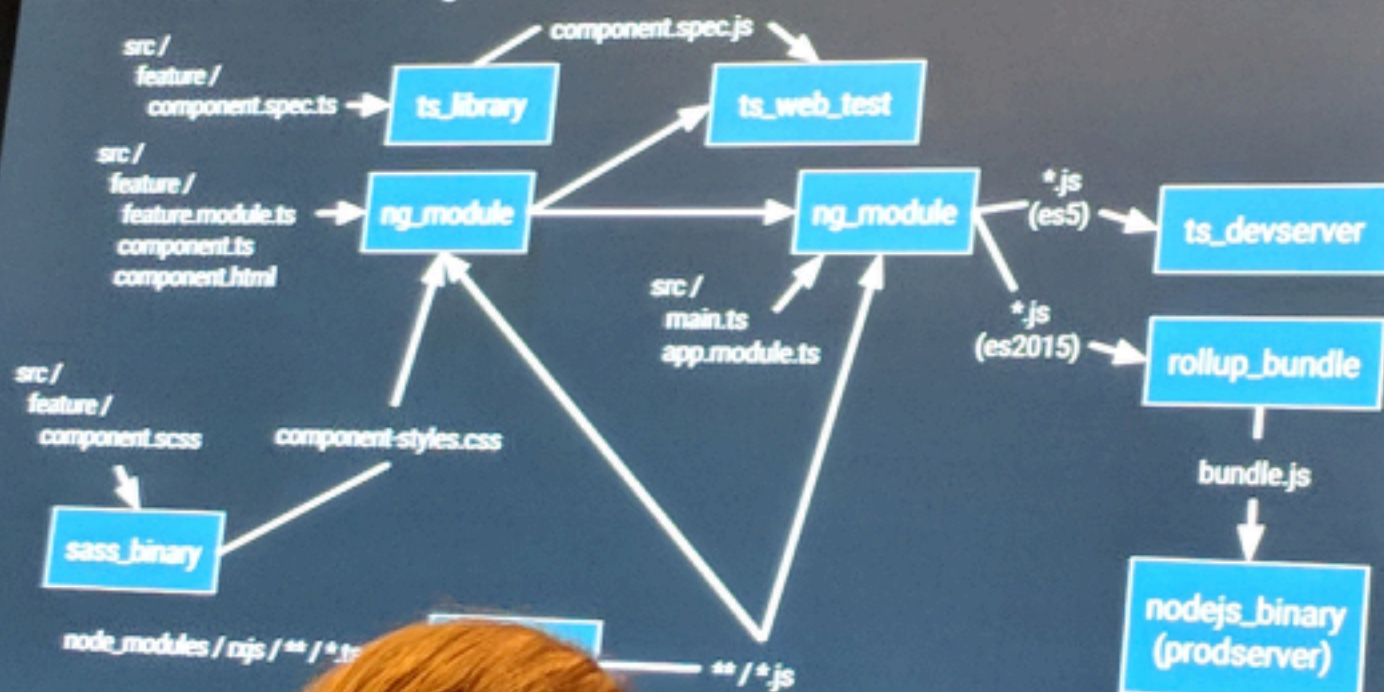 component.spec.js
src /
feature /
component.spec.ts
ts_library
ts_web_test
src /
feature /
feature.module.ts
component.ts
component.html
ng_module
ng_module
*.js
(es5)
ts_devserver
src /
main.ts
app.module.ts
*.js
(es2015)
rollup_bundle
src /
feature /
component.scss
component-styles.css
bundle.js
sass_binary
nodejs_binary
(prodserver)
node_modules / rxjs / ** / *.ts
** / *.js